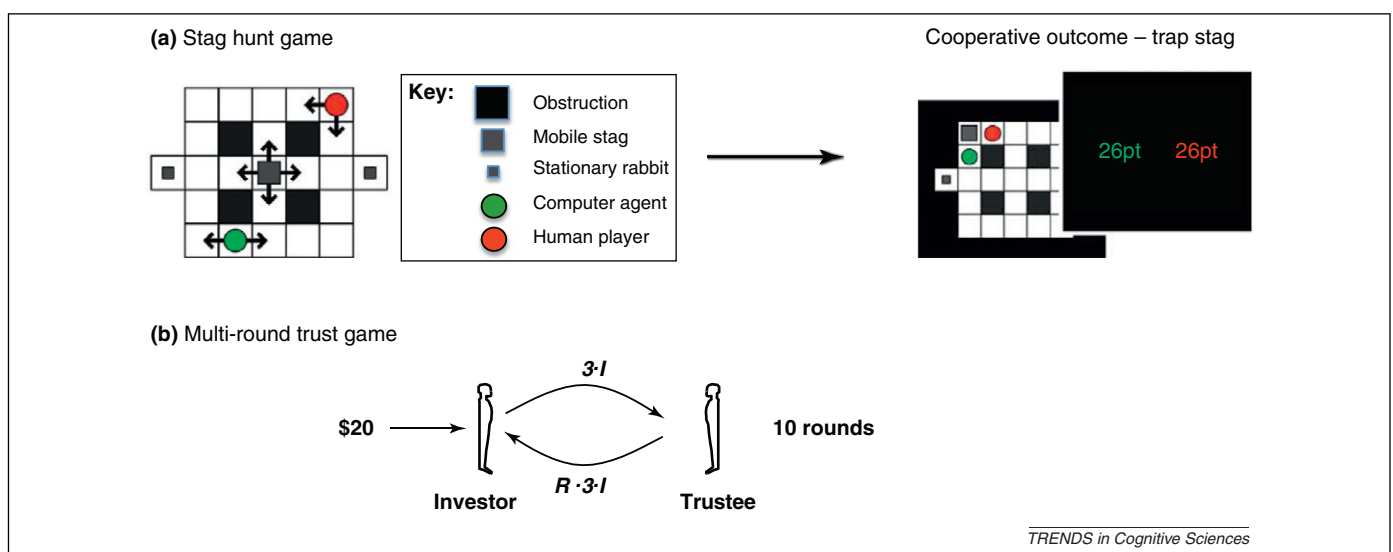 (a) Stag hunt game
Cooperative outcome – trap stag
Key:
Obstruction
Mobile stag
Stationary rabbit
Computer agent
Human player
26pt 26pt
(b) Multi-round trust game
3·I
$20
10 rounds
R·3·I
Investor Trustee
TRENDS in Cognitive Sciences